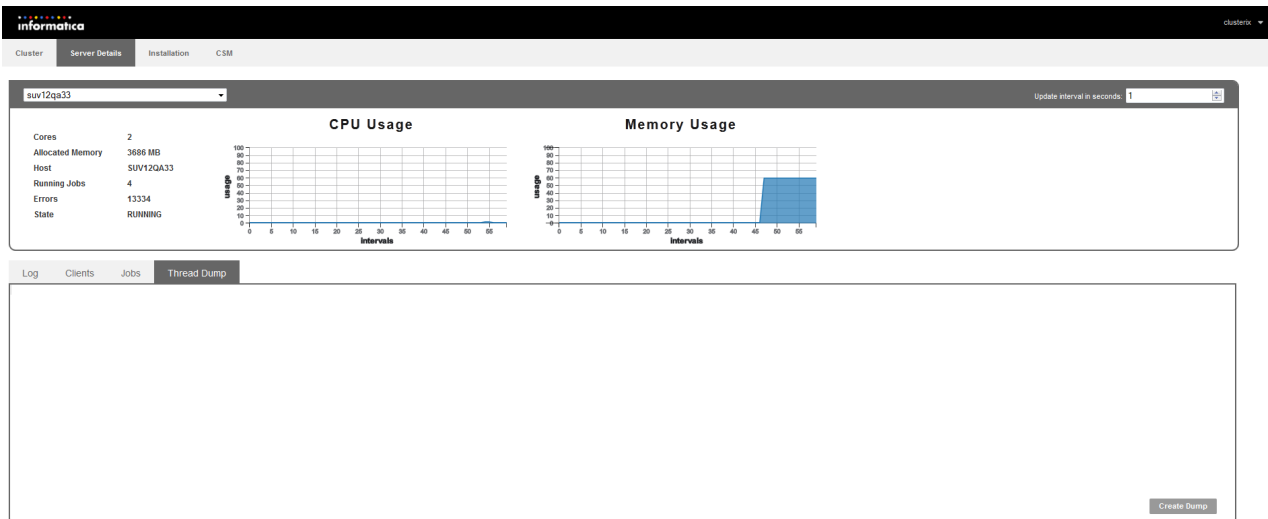 informatica
clusterix
Cluster Server Details Installation CSM
suv12qa33
Update interval in seconds: 1
CPU Usage
Memory Usage
Cores 2
Allocated Memory 3686 MB
Host SUV12QA33
Running Jobs 4
Errors 13334
State RUNNING
100
90
80
70
60
50
40
30
20
10
0
usage
0 5 10 15 20 25 30 35 40 45 50 55
intervals
100
90
80
70
60
50
40
30
20
10
0
usage
0 5 10 15 20 25 30 35 40 45 50 55
intervals
Log Clients Jobs Thread Dump
Create Dump